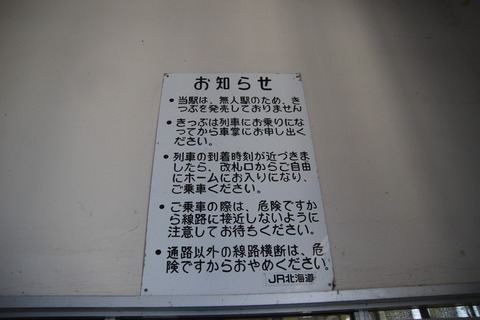 お知らせ
● 当駅は、無人駅のため、き
っぷを発売しておりません
● きっぷは列車にお乗りにな
ってから車掌にお申し出く
ださい。
● 列車の到着時刻が近づきま
したら、改札口からご自由
にホームにお入りになり、
ご乗車ください。
● ご乗車の際は、危険ですか
ら線路に接近しないように
注意してお待ちください。
● 通路以外の線路横断は、危
険ですからおやめください。
JR北海道